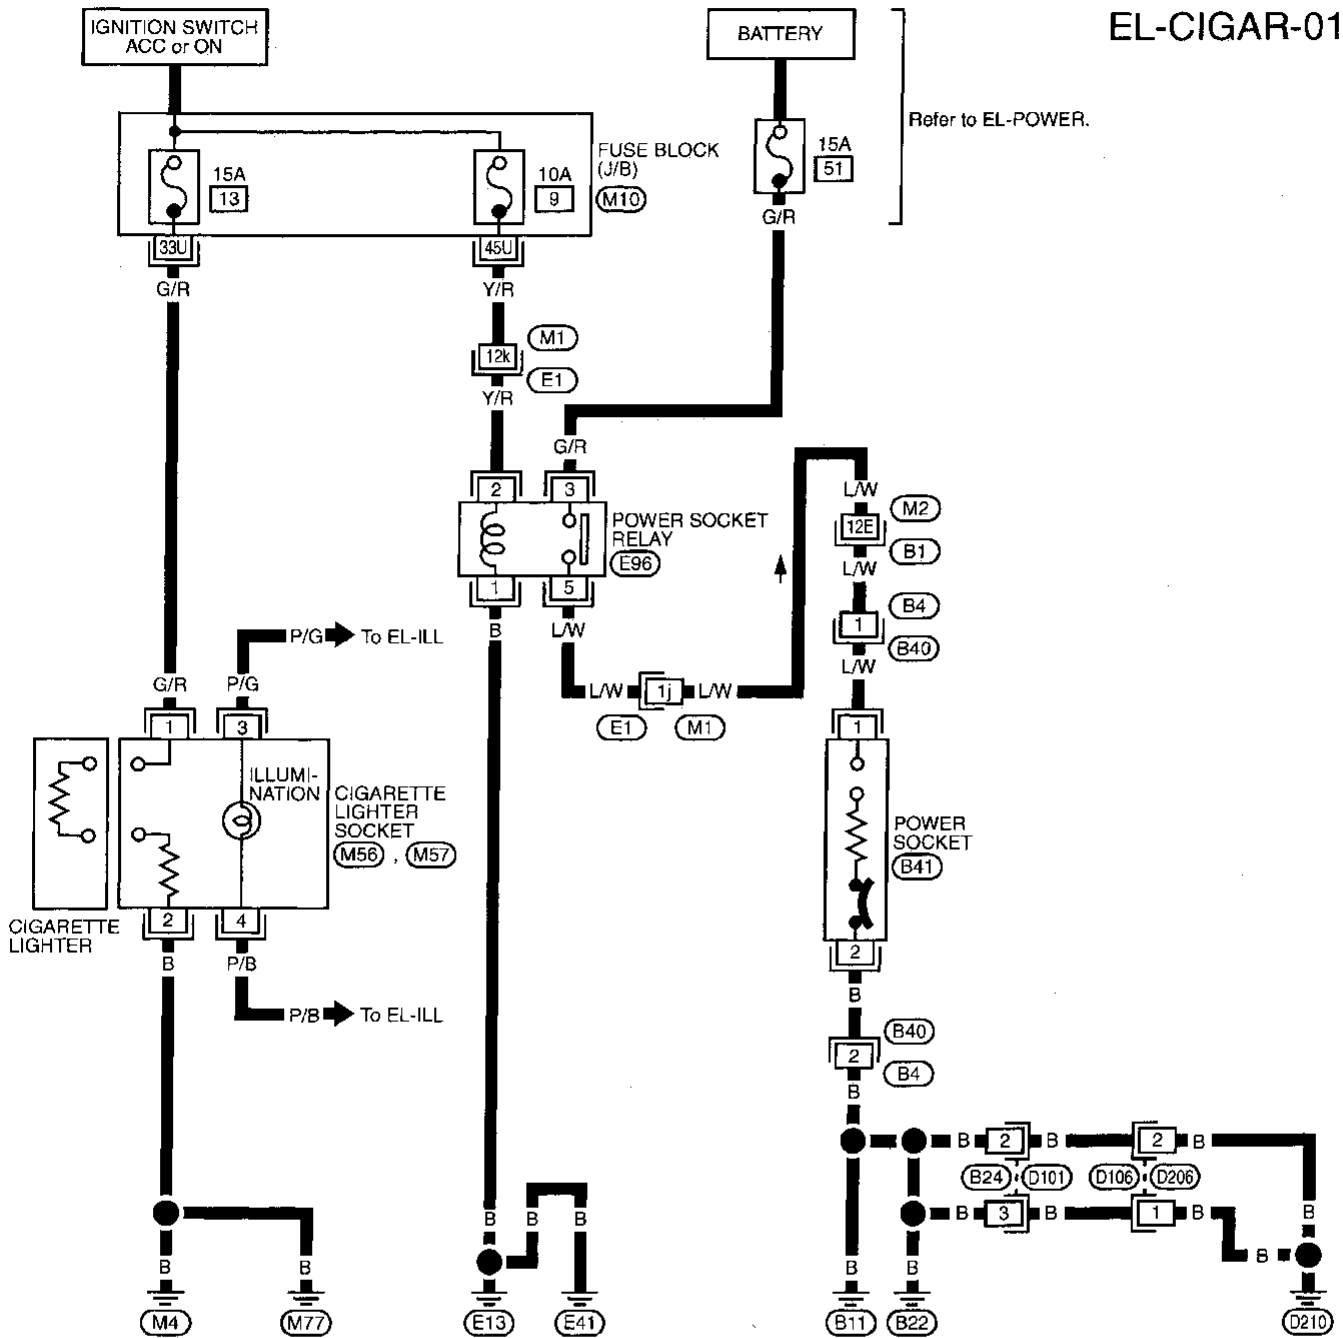 EL-CIGAR-01
IGNITION SWITCH
ACC or ON
BATTERY
Refer to EL-POWER.
FUSE BLOCK
(J/B)
M10
15A
13
10A
9
15A
51
33U
45U
G/R
G/R
Y/R
12k
M1
E1
Y/R
G/R
2
3
POWER SOCKET
RELAY
E96
1
5
B
L/W
L/W
1j
L/W
E1
M1
L/W
12E
M2
B1
L/W
1
B4
B40
L/W
P/G
To EL-ILL
G/R
P/G
1
3
ILLUMI-
NATION
CIGARETTE
LIGHTER
SOCKET
M56 , M57
CIGARETTE
LIGHTER
2
4
B
P/B
P/B
To EL-ILL
1
POWER
SOCKET
B41
2
B
B40
2
B4
B
B
2
B
2
B
B24
D101
D106
D206
B
3
B
1
B
B
B
B
B
B
B
B
B
B
B
M4
M77
E13
E41
B11
B22
D210